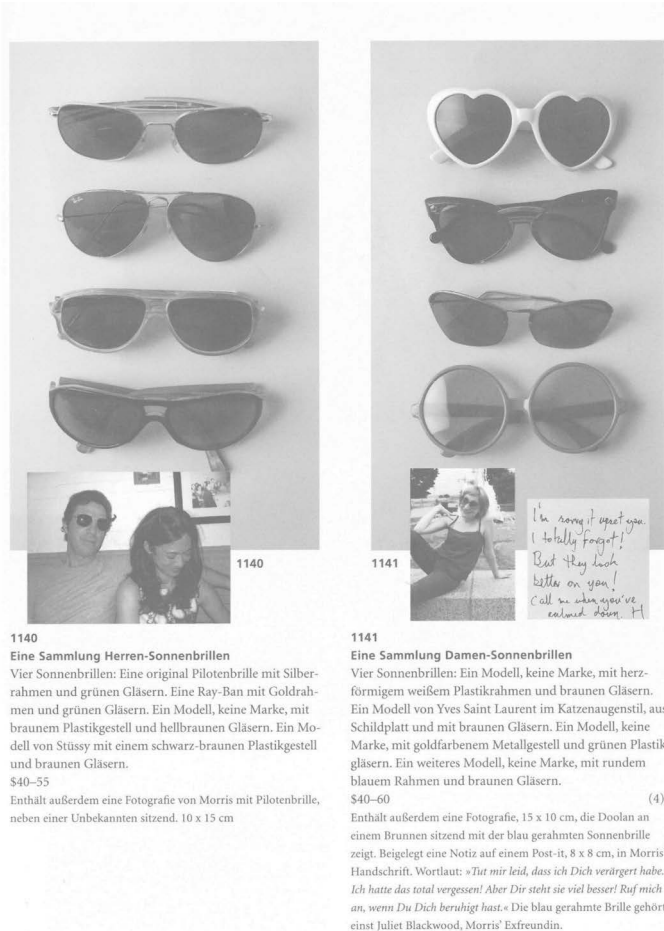 Ray-Ban
1140
1141
I'm sorry it upset you.
I totally forgot!
But they look
better on you!
Call me when you've
calmed down. H
1140
Eine Sammlung Herren-Sonnenbrillen
Vier Sonnenbrillen: Eine original Pilotenbrille mit Silber-
rahmen und grünen Gläsern. Eine Ray-Ban mit Goldrah-
men und grünen Gläsern. Ein Modell, keine Marke, mit
braunem Plastikgestell und hellbraunen Gläsern. Ein Mo-
dell von Stüssy mit einem schwarz-braunen Plastikgestell
und braunen Gläsern.
$40–55
Enthält außerdem eine Fotografie von Morris mit Pilotenbrille,
neben einer Unbekannten sitzend. 10 x 15 cm
1141
Eine Sammlung Damen-Sonnenbrillen
Vier Sonnenbrillen: Ein Modell, keine Marke, mit herz-
förmigem weißem Plastikrahmen und braunen Gläsern.
Ein Modell von Yves Saint Laurent im Katzenaugenstil, aus
Schildplatt und mit braunen Gläsern. Ein Modell, keine
Marke, mit goldfarbenem Metallgestell und grünen Plastik
gläsern. Ein weiteres Modell, keine Marke, mit rundem
blauem Rahmen und braunen Gläsern.
$40–60 (4)
Enthält außerdem eine Fotografie, 15 x 10 cm, die Doolan an
einem Brunnen sitzend mit der blau gerahmten Sonnenbrille
zeigt. Beigelegt eine Notiz auf einem Post-it, 8 x 8 cm, in Morris
Handschrift. Wortlaut: »Tut mir leid, dass ich Dich verärgert habe.
Ich hatte das total vergessen! Aber Dir steht sie viel besser! Ruf mich
an, wenn Du Dich beruhigt hast.« Die blau gerahmte Brille gehört
einst Juliet Blackwood, Morris' Exfreundin.